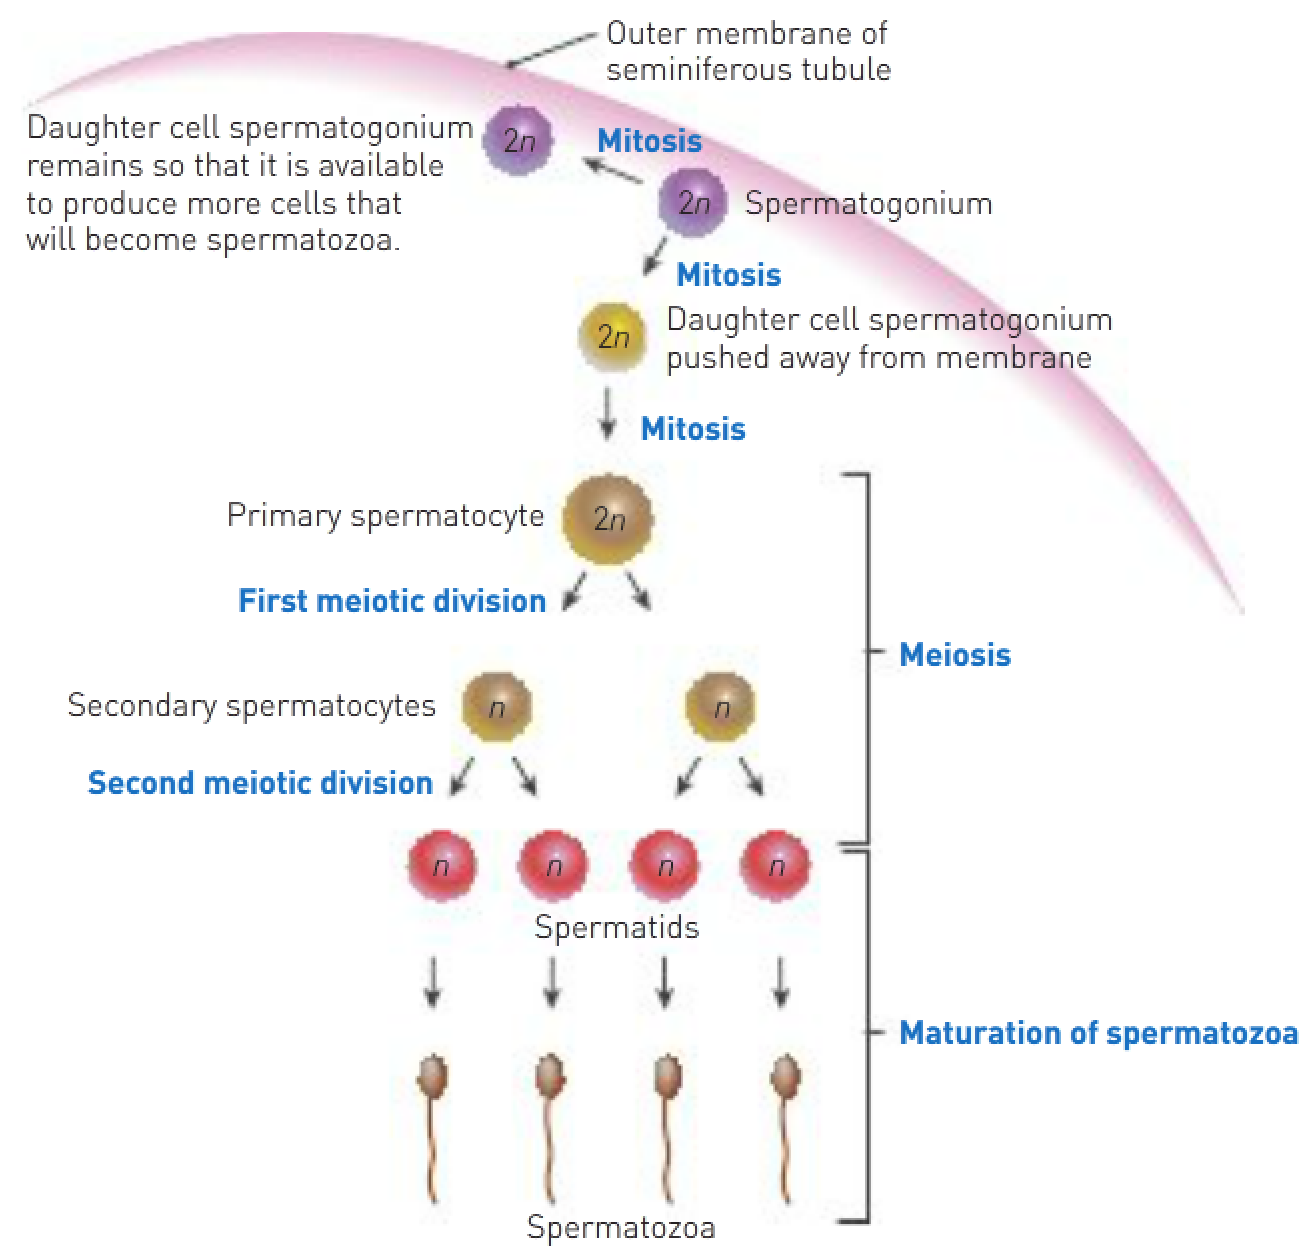 Outer membrane of
seminiferous tubule
Daughter cell spermatogonium
remains so that it is available
to produce more cells that
will become spermatozoa.
2n
Mitosis
2n
Spermatogonium
Mitosis
2n
Daughter cell spermatogonium
pushed away from membrane
Mitosis
Primary spermatocyte
2n
First meiotic division
Meiosis
Secondary spermatocytes
n
n
Second meiotic division
n
n
n
n
Spermatids
Maturation of spermatozoa
Spermatozoa